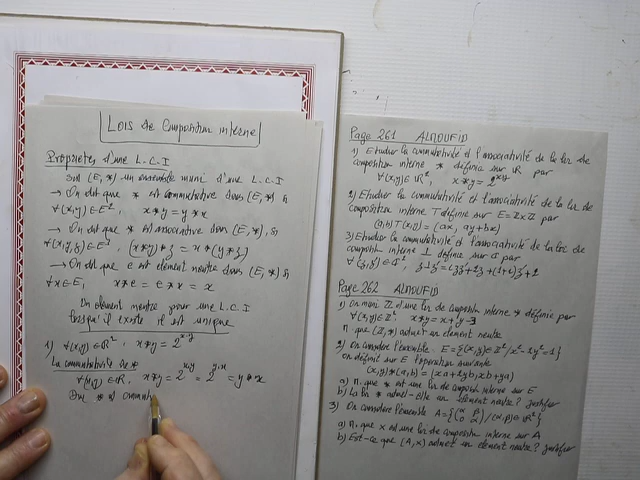 Lois de Composition interne
Propriétés d'une L.C.I
Soit (E,*) un ensemble muni d'une L.C.I
→ On dit que * est commutative dans (E,*) si
∀(x,y)∈E², x*y = y*x
→ On dit que * est associative dans (E,*), si
∀(x,y,z)∈E³, (x*y)*z = x*(y*z)
→ On dit que e est élément neutre dans (E,*) si
∀x∈E, x*e = e*x = x
Un élément neutre pour une L.C.I
lorsqu'il existe il est unique
1) ∀(x,y)∈R², x*y = 2^xy
La commutativité de *
∀(x,y)∈R, x*y = 2^xy = 2^yx = y*x
Donc * est commut
Page 261 ALMOUFID
1) Etudier la commutativité et l'associativité de la loi de
composition interne * définie sur R par
∀(x,y)∈R², x*y = 2^xy
2) Etudier la commutativité et l'associativité de la loi de
composition interne T définie sur E=Z×Z par
(a,b)T(x,y) = (ax, ay+bx)
3) Etudier la commutativité et l'associativité de la loi de
composit interne ⊥ définie sur C par
Page 262 ALMOUFID
1) On muni Z d'une loi de composit interne * définie par
∀(x,y)∈Z², x*y = x+y-3
M. que (Z,*) admet un élément neutre
2) On considère l'ensemble E={(x,y)∈Z²/x²-2y²=1}
On définit sur E l'opération suivante
(x,y)*(a,b) = (xa+2yb, xb+ya)
a) M. que * est une loi de composit interne sur E
b) La loi * admet-elle un élément neutre? justifier
3) On considère l'ensemble
a) M. que × est une loi de composition interne sur A
b) Est-ce que (A,×) admet un élément neutre? justifier